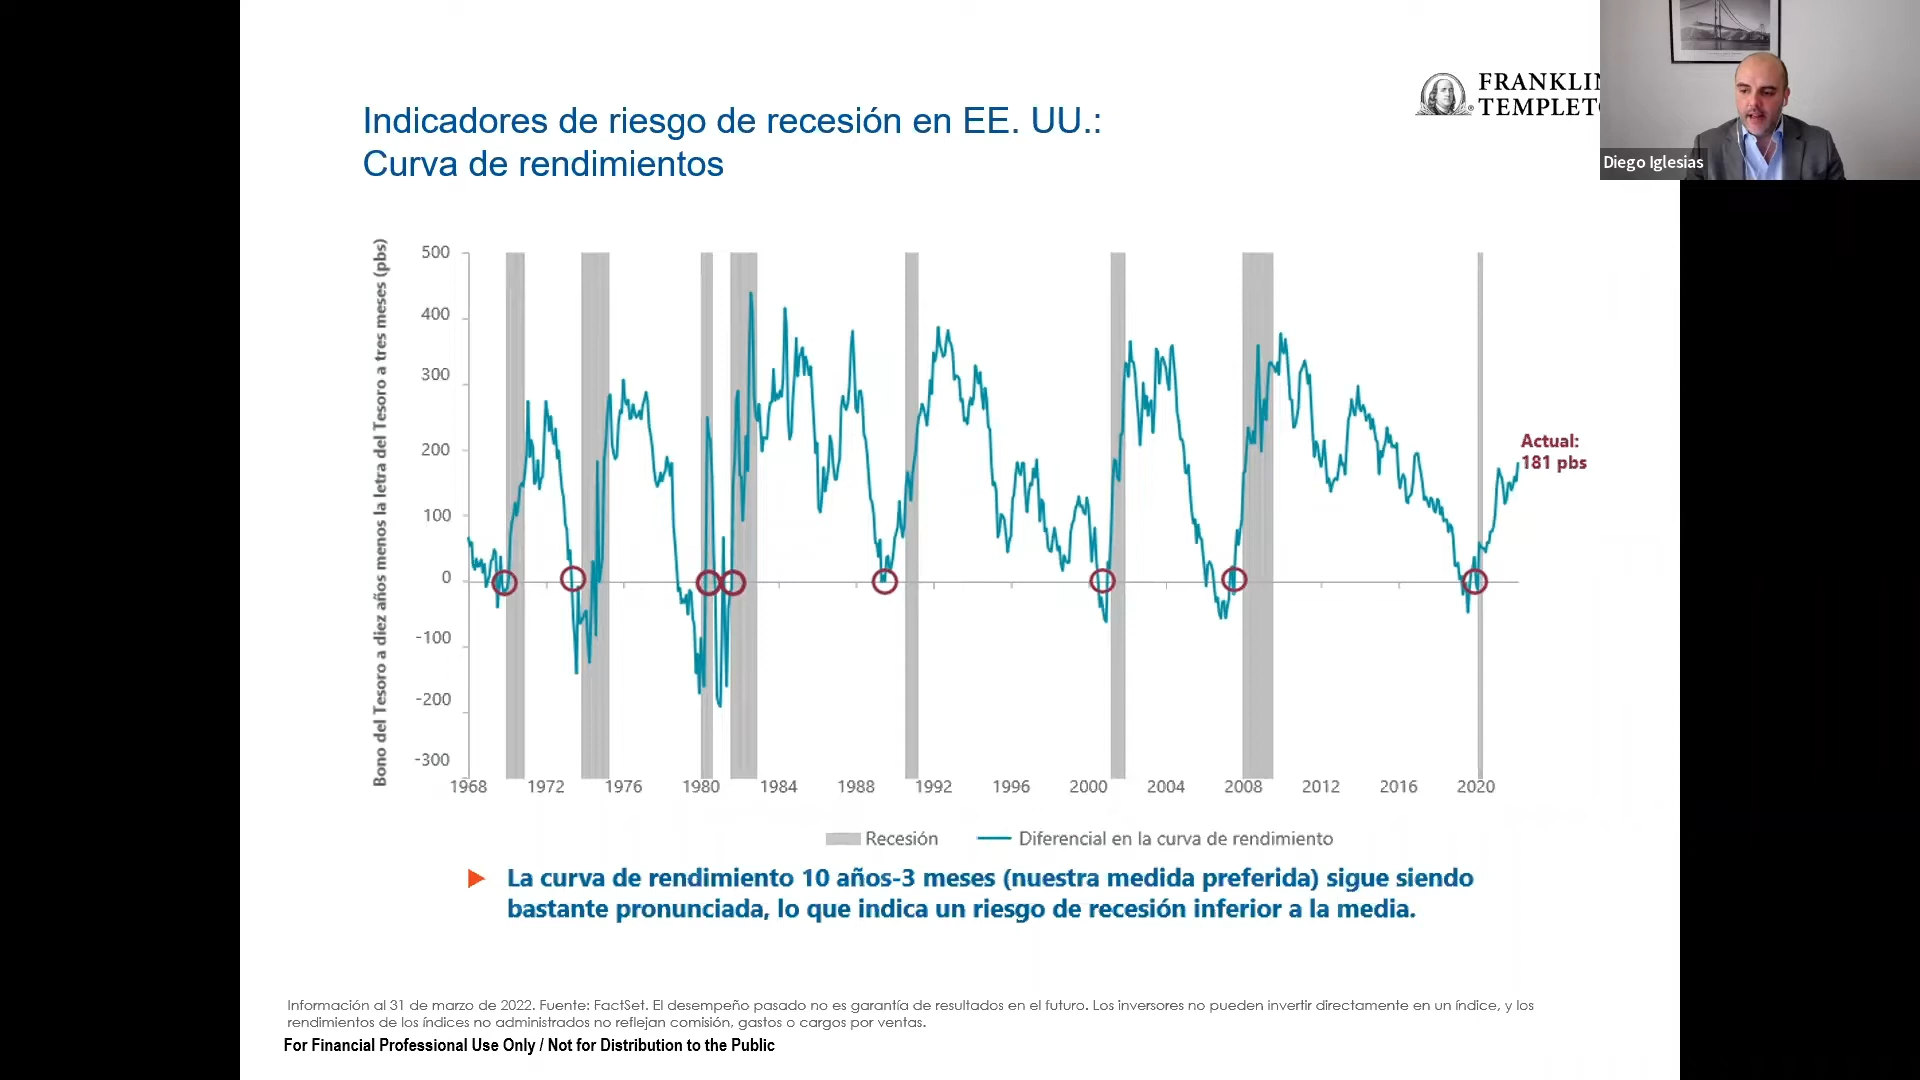 FRANKLIN
TEMPLETO
Diego Iglesias
Indicadores de riesgo de recesión en EE. UU.:
Curva de rendimientos
Bono del Tesoro a diez años menos la letra del Tesoro a tres meses (pbs)
500
400
300
200
100
0
-100
-200
-300
Actual:
181 pbs
1968 1972 1976 1980 1984 1988 1992 1996 2000 2004 2008 2012 2016 2020
Recesión Diferencial en la curva de rendimiento
La curva de rendimiento 10 años-3 meses (nuestra medida preferida) sigue siendo
bastante pronunciada, lo que indica un riesgo de recesión inferior a la media.
Información al 31 de marzo de 2022. Fuente: FactSet. El desempeño pasado no es garantía de resultados en el futuro. Los inversores no pueden invertir directamente en un índice, y los
rendimientos de los índices no administrados no reflejan comisión, gastos o cargos por ventas.
For Financial Professional Use Only / Not for Distribution to the Public